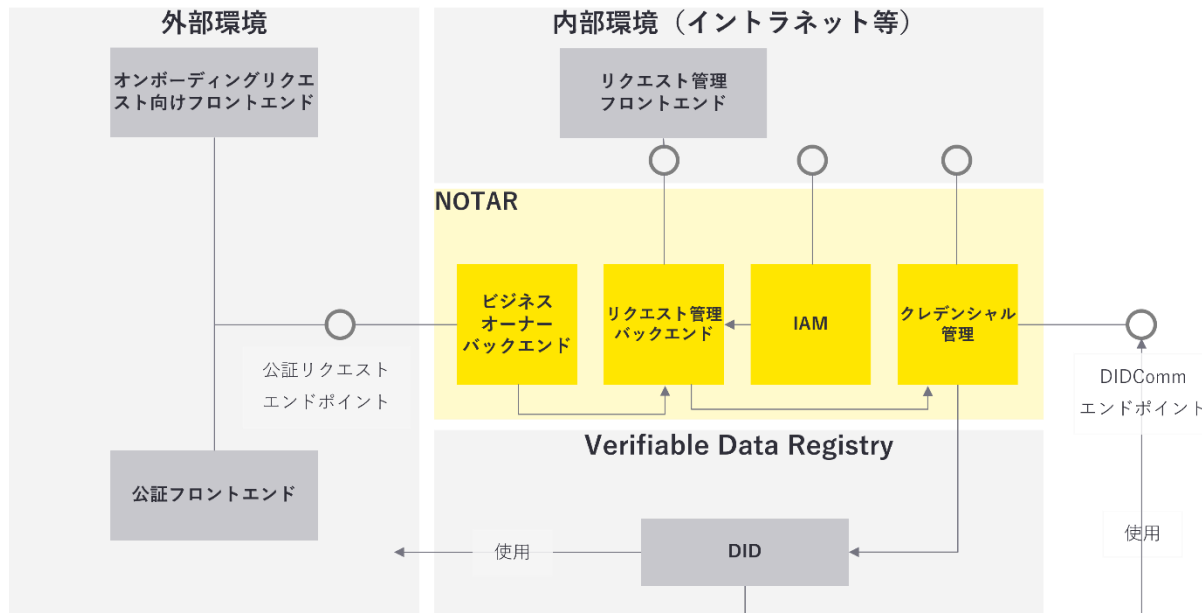 外部環境
オンボーディングリクエ
スト向けフロントエンド
公証リクエスト
エンドポイント
公証フロントエンド
内部環境（イントラネット等）
リクエスト管理
フロントエンド
NOTAR
ビジネス
オーナー
バックエンド
リクエスト管理
バックエンド
IAM
クレデンシャル
管理
DIDComm
エンドポイント
Verifiable Data Registry
使用
DID
使用